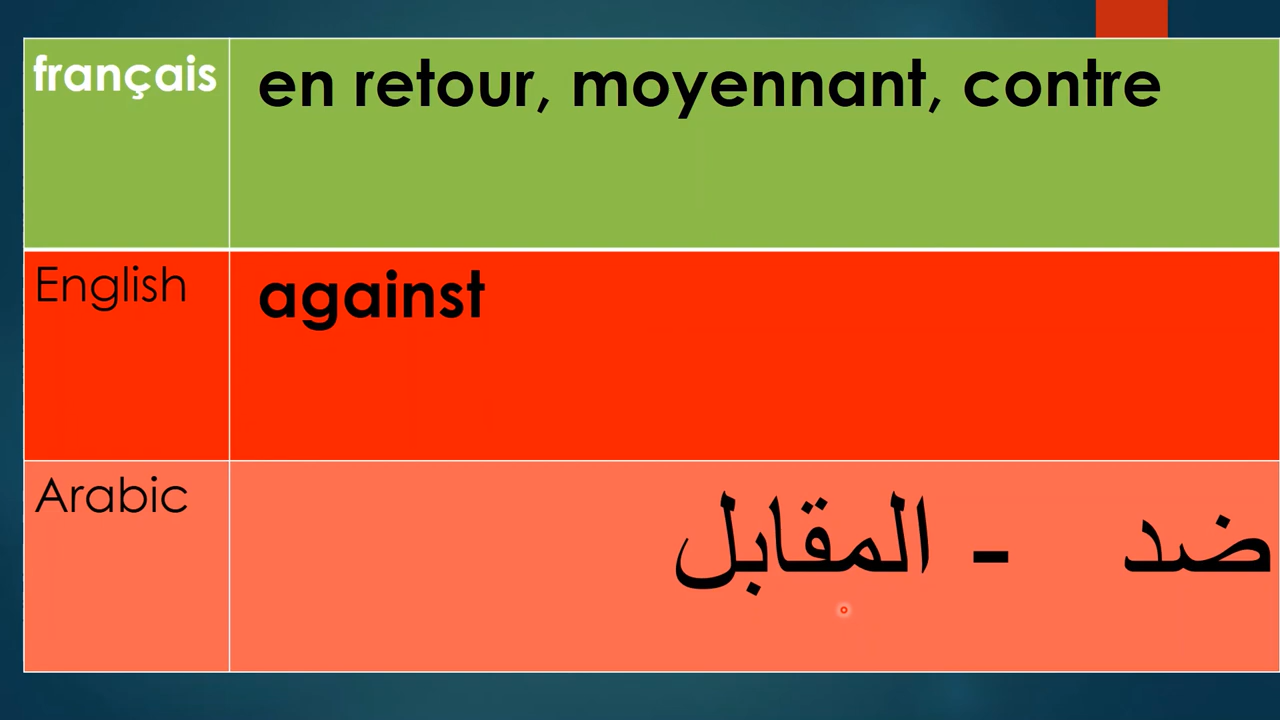 français en retour, moyennant, contre
English against
Arabic ضد - المقابل